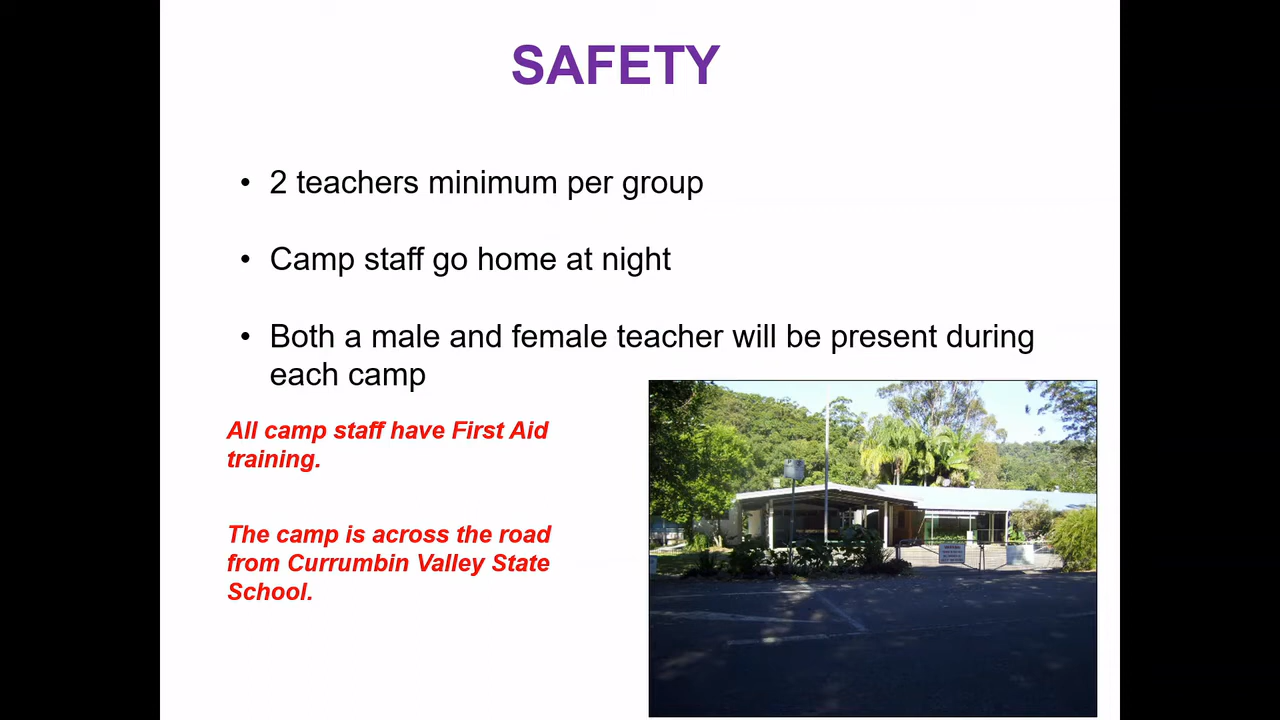 SAFETY
• 2 teachers minimum per group
• Camp staff go home at night
• Both a male and female teacher will be present during
each camp
All camp staff have First Aid
training.
The camp is across the road
from Currumbin Valley State
School.